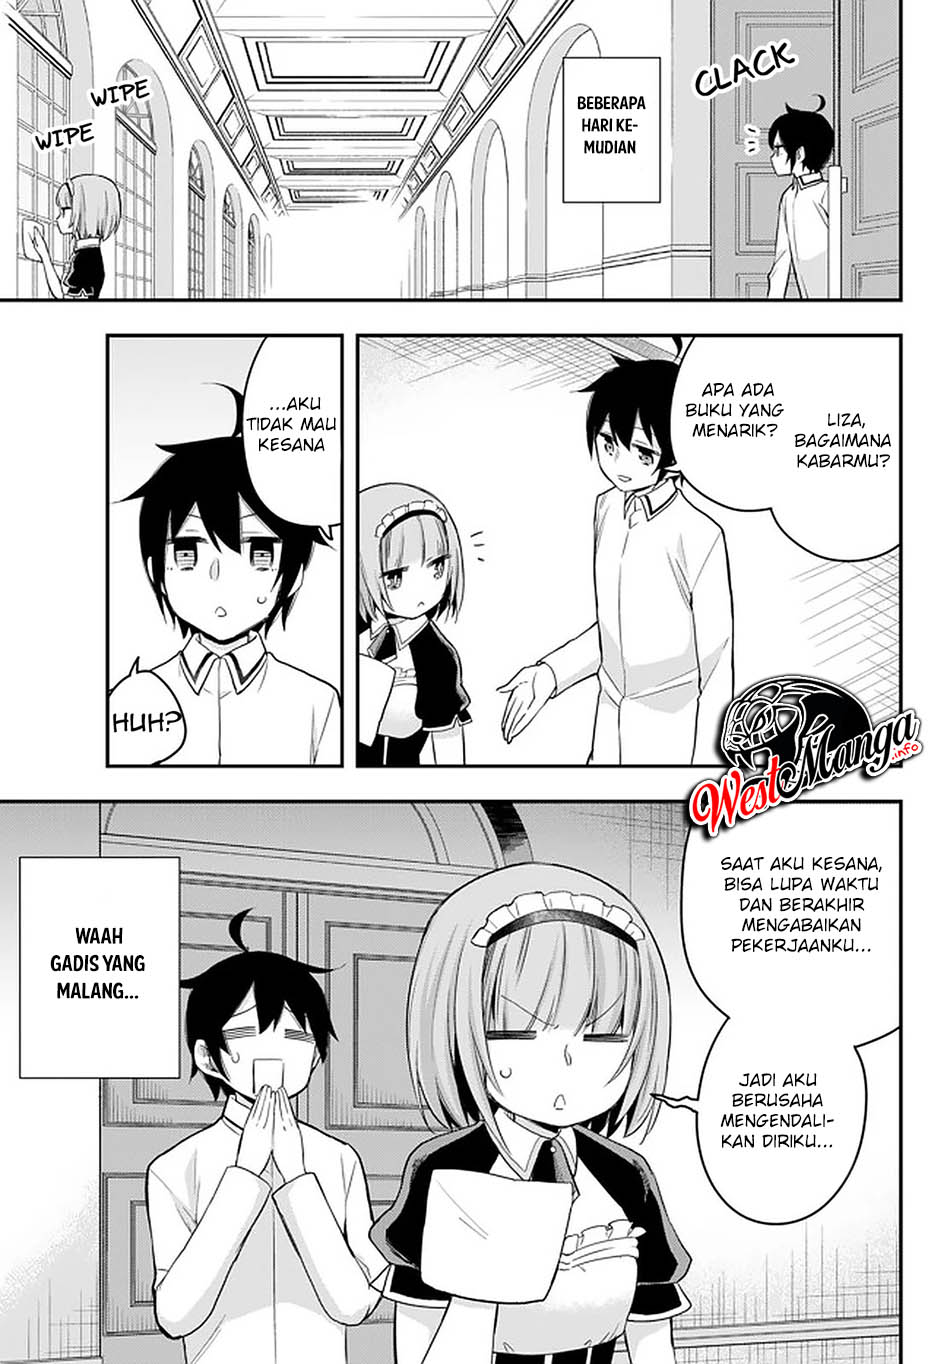 CLACK
BEBERAPA
HARI KE-
MUDIAN
WIPE
WIPE
LIZA,
BAGAIMANA
KABARMU?
APA ADA
BUKU YANG
MENARIK?
...AKU
TIDAK MAU
KESANA
HUH?
WestManga
.info
SAAT AKU KESANA,
BISA LUPA WAKTU
DAN BERAKHIR
MENGABAIKAN
PEKERJAANKU...
JADI AKU
BERUSAHA
MENGENDALI-
KAN DIRIKU...
WAAH
GADIS YANG
MALANG...